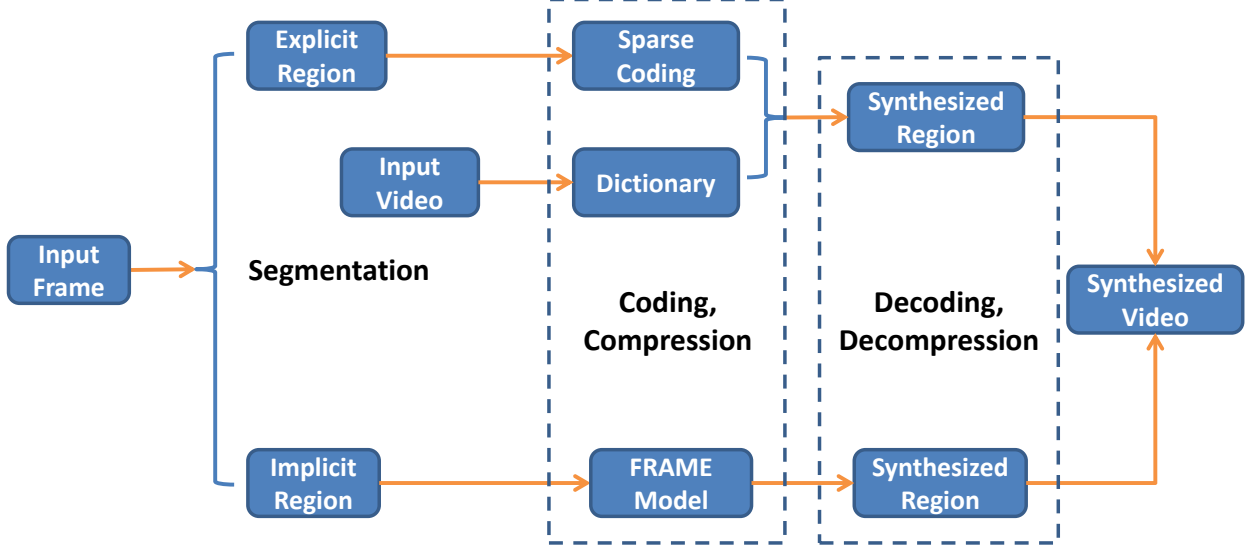 Explicit
Region
Sparse
Coding
Synthesized
Region
Input
Video
Dictionary
Input
Frame
Segmentation
Coding,
Compression
Decoding,
Decompression
Synthesized
Video
Implicit
Region
FRAME
Model
Synthesized
Region